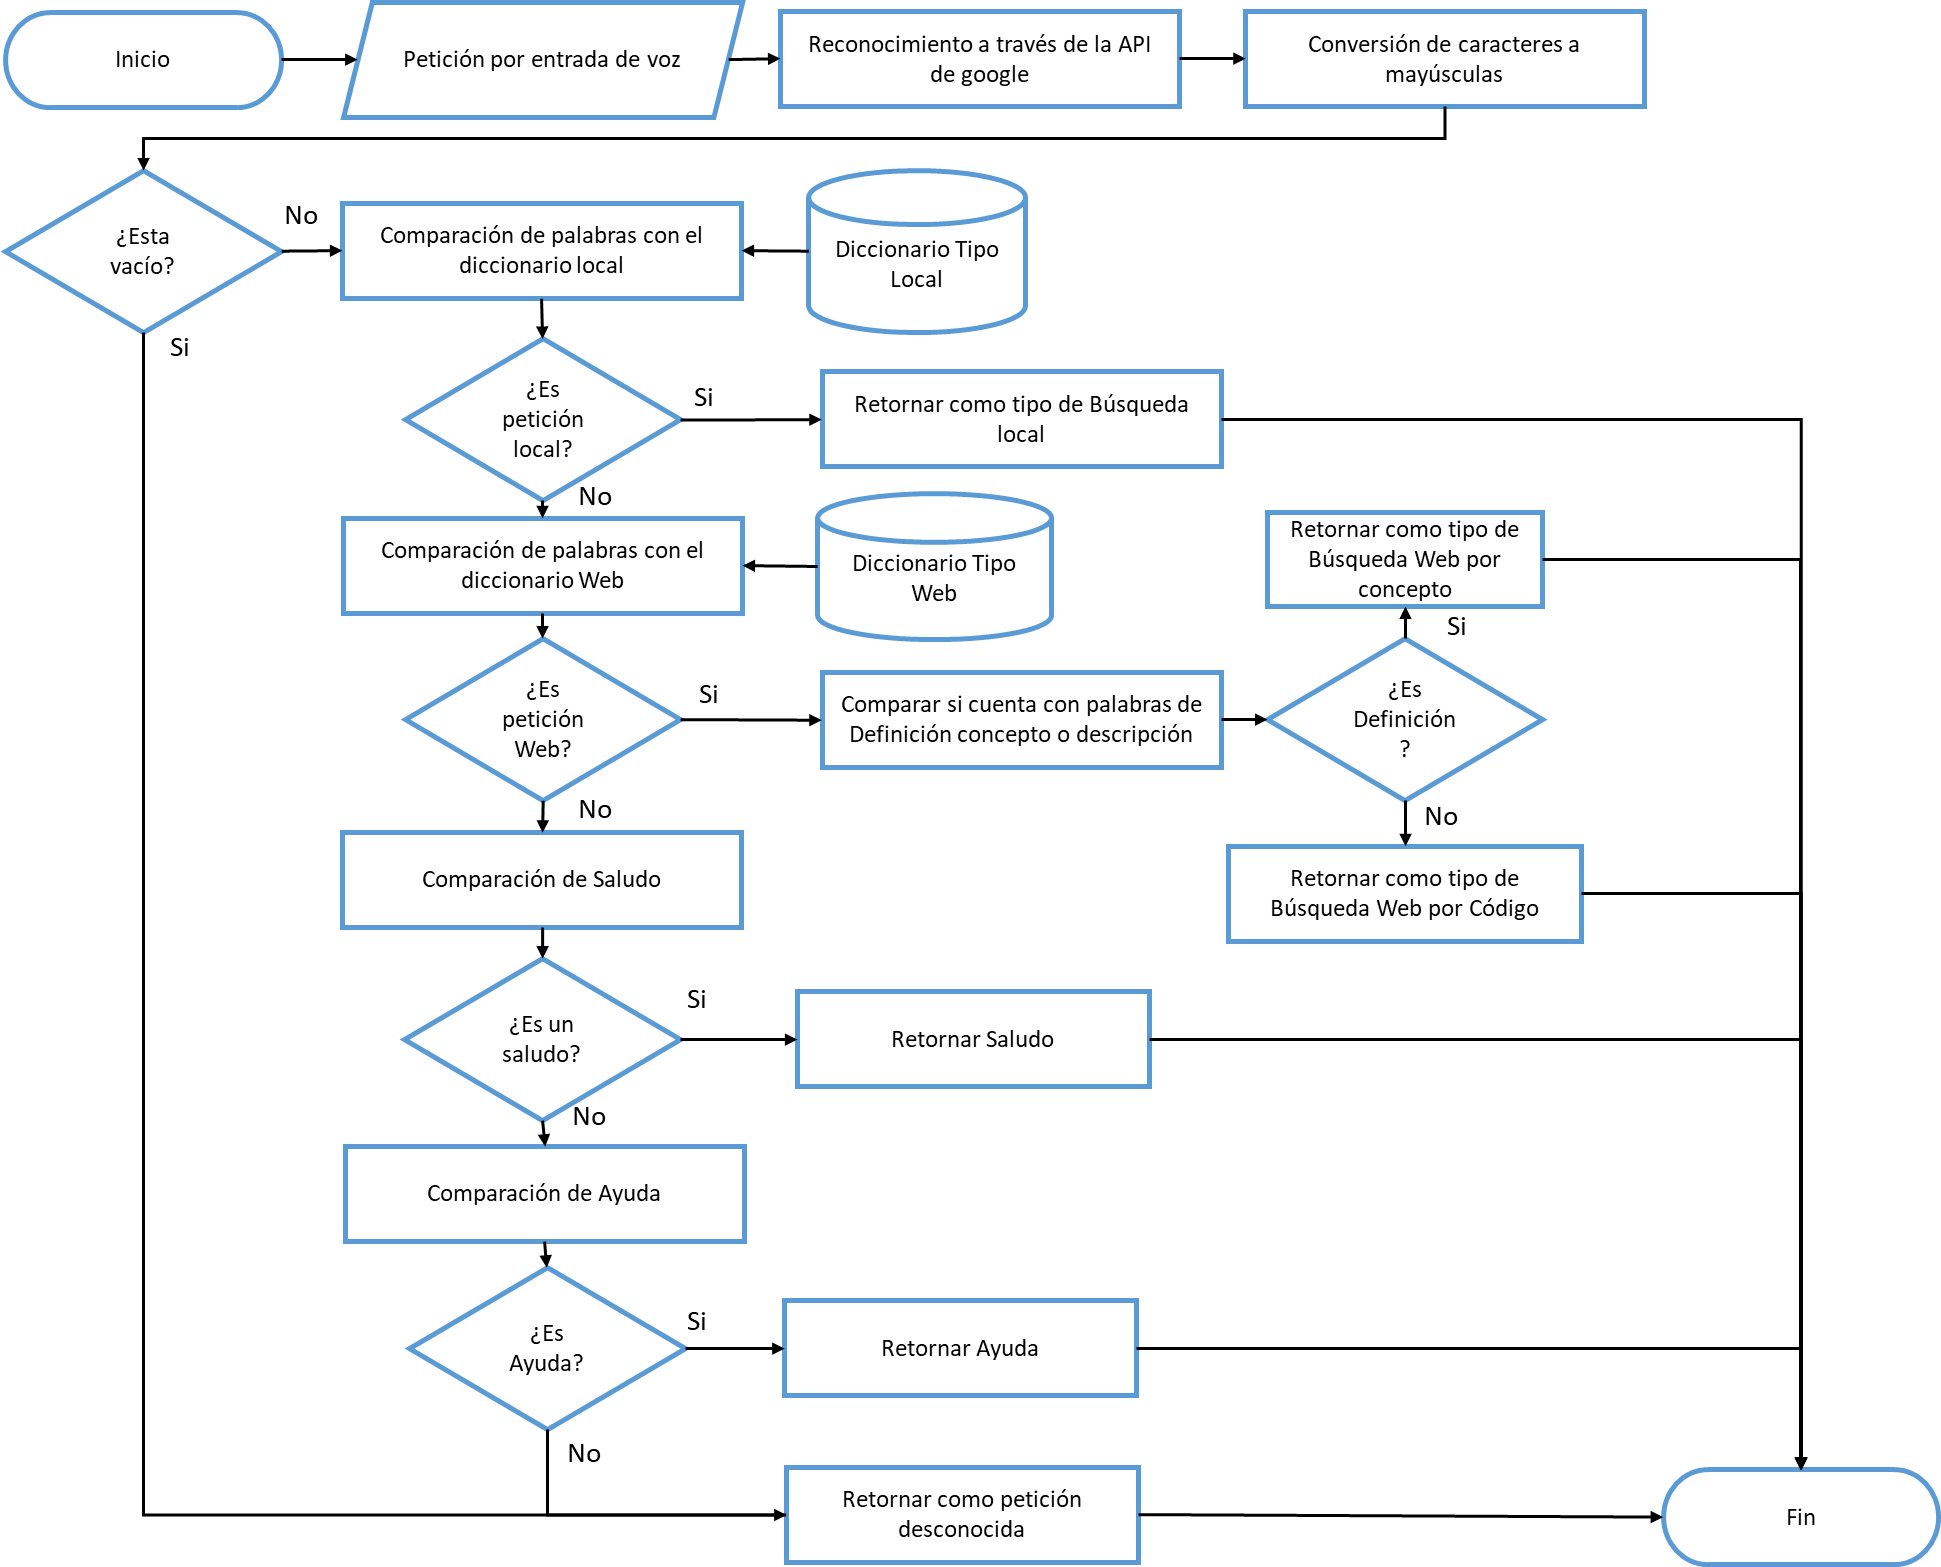 Inicio
Petición por entrada de voz
Reconocimiento a través de la API
de google
Conversión de caracteres a
mayúsculas
¿Esta
vacío?
No
Si
Comparación de palabras con el
diccionario local
Diccionario Tipo
Local
¿Es
petición
local?
Si
No
Retornar como tipo de Búsqueda
local
Comparación de palabras con el
diccionario Web
Diccionario Tipo
Web
Retornar como tipo de
Búsqueda Web por
concepto
Si
¿Es
petición
Web?
Si
No
Comparar si cuenta con palabras de
Definición concepto o descripción
¿Es
Definición
?
No
Retornar como tipo de
Búsqueda Web por Código
Comparación de Saludo
¿Es un
saludo?
Si
No
Retornar Saludo
Comparación de Ayuda
¿Es
Ayuda?
Si
No
Retornar Ayuda
Retornar como petición
desconocida
Fin